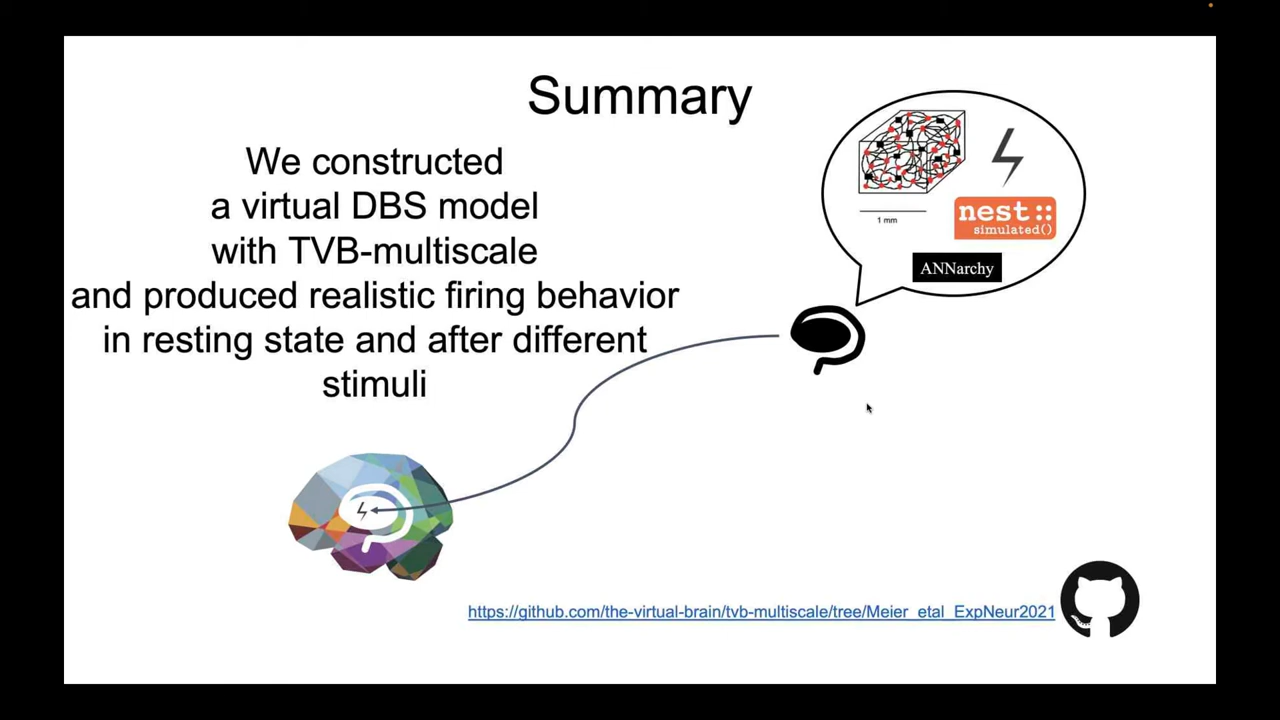 Summary
We constructed
a virtual DBS model
with TVB-multiscale
and produced realistic firing behavior
in resting state and after different
stimuli
1 mm
nest::
simulated()
ANNarchy
https://github.com/the-virtual-brain/tvb-multiscale/tree/Meier_etal_ExpNeur2021